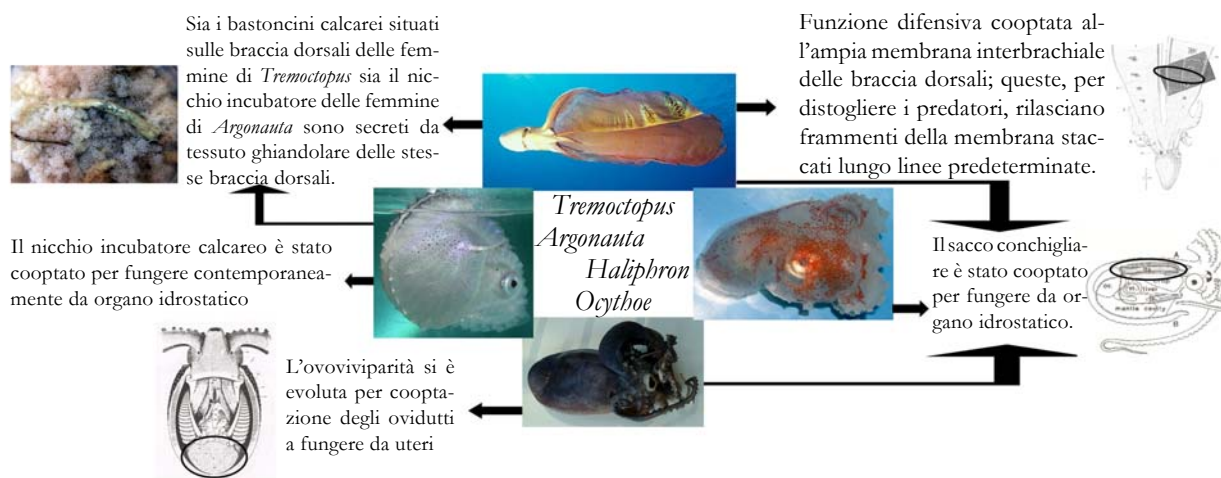 Sia i bastoncini calcarei situati
sulle braccia dorsali delle fem-
mine di Tremoctopus sia il nic-
chio incubatore delle femmine
di Argonauta sono secreti da
tessuto ghiandolare delle stes-
se braccia dorsali.
Funzione difensiva cooptata al-
l'ampia membrana interbrachiale
delle braccia dorsali; queste, per
distogliere i predatori, rilasciano
frammenti della membrana stac-
cati lungo linee predeterminate.
Tremoctopus
Argonauta
Haliphron
Ocythoe
Il nicchio incubatore calcareo è stato
cooptato per fungere contemporanea-
mente da organo idrostatico
Il sacco conchiglia-
re è stato cooptato
per fungere da or-
gano idrostatico.
A
mantle cavity
B
L'ovoviviparità si è
evoluta per coopta-
zione degli ovidutti
a fungere da uteri